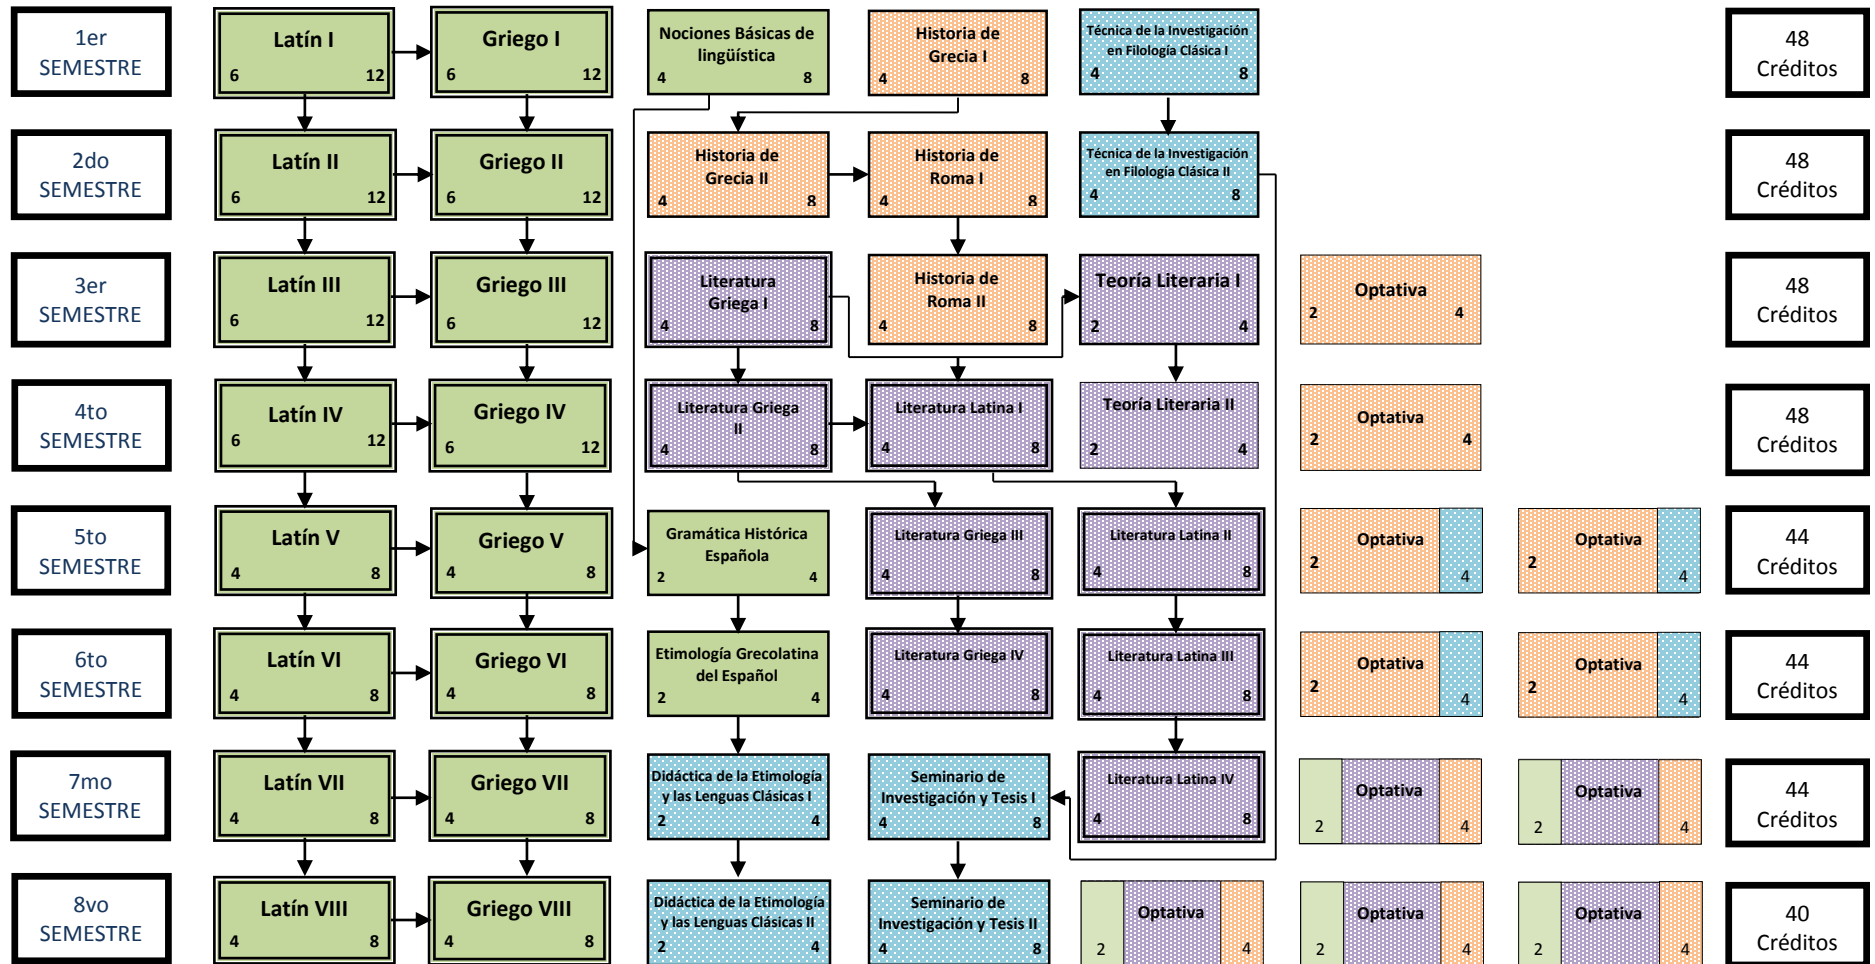 1er
SEMESTRE
Latín I
6 12
Griego I
6 12
Nociones Básicas de
lingüística
4 8
Historia de
Grecia I
4 8
Técnica de la Investigación
en Filología Clásica I
4 8
48
Créditos
2do
SEMESTRE
Latín II
6 12
Griego II
6 12
Historia de
Grecia II
4 8
Historia de
Roma I
4 8
Técnica de la Investigación
en Filología Clásica II
4 8
48
Créditos
3er
SEMESTRE
Latín III
6 12
Griego III
6 12
Literatura
Griega I
4 8
Historia de
Roma II
4 8
Teoría Literaria I
2 4
Optativa
2 4
48
Créditos
4to
SEMESTRE
Latín IV
6 12
Griego IV
6 12
Literatura Griega
II
4 8
Literatura Latina I
4 8
Teoría Literaria II
2 4
Optativa
2 4
48
Créditos
5to
SEMESTRE
Latín V
4 8
Griego V
4 8
Gramática Histórica
Española
2 4
Literatura Griega III
4 8
Literatura Latina II
4 8
Optativa
2 4
Optativa
2 4
44
Créditos
6to
SEMESTRE
Latín VI
4 8
Griego VI
4 8
Etimología Grecolatina
del Español
2 4
Literatura Griega IV
4 8
Literatura Latina III
4 8
Optativa
2 4
Optativa
2 4
44
Créditos
7mo
SEMESTRE
Latín VII
4 8
Griego VII
4 8
Didáctica de la Etimología
y las Lenguas Clásicas I
2 4
Seminario de
Investigación y Tesis I
4 8
Literatura Latina IV
4 8
Optativa
2 4
Optativa
2 4
44
Créditos
8vo
SEMESTRE
Latín VIII
4 8
Griego VIII
4 8
Didáctica de la Etimología
y las Lenguas Clásicas II
2 4
Seminario de
Investigación y Tesis II
4 8
Optativa
2 4
Optativa
2 4
Optativa
2 4
40
Créditos